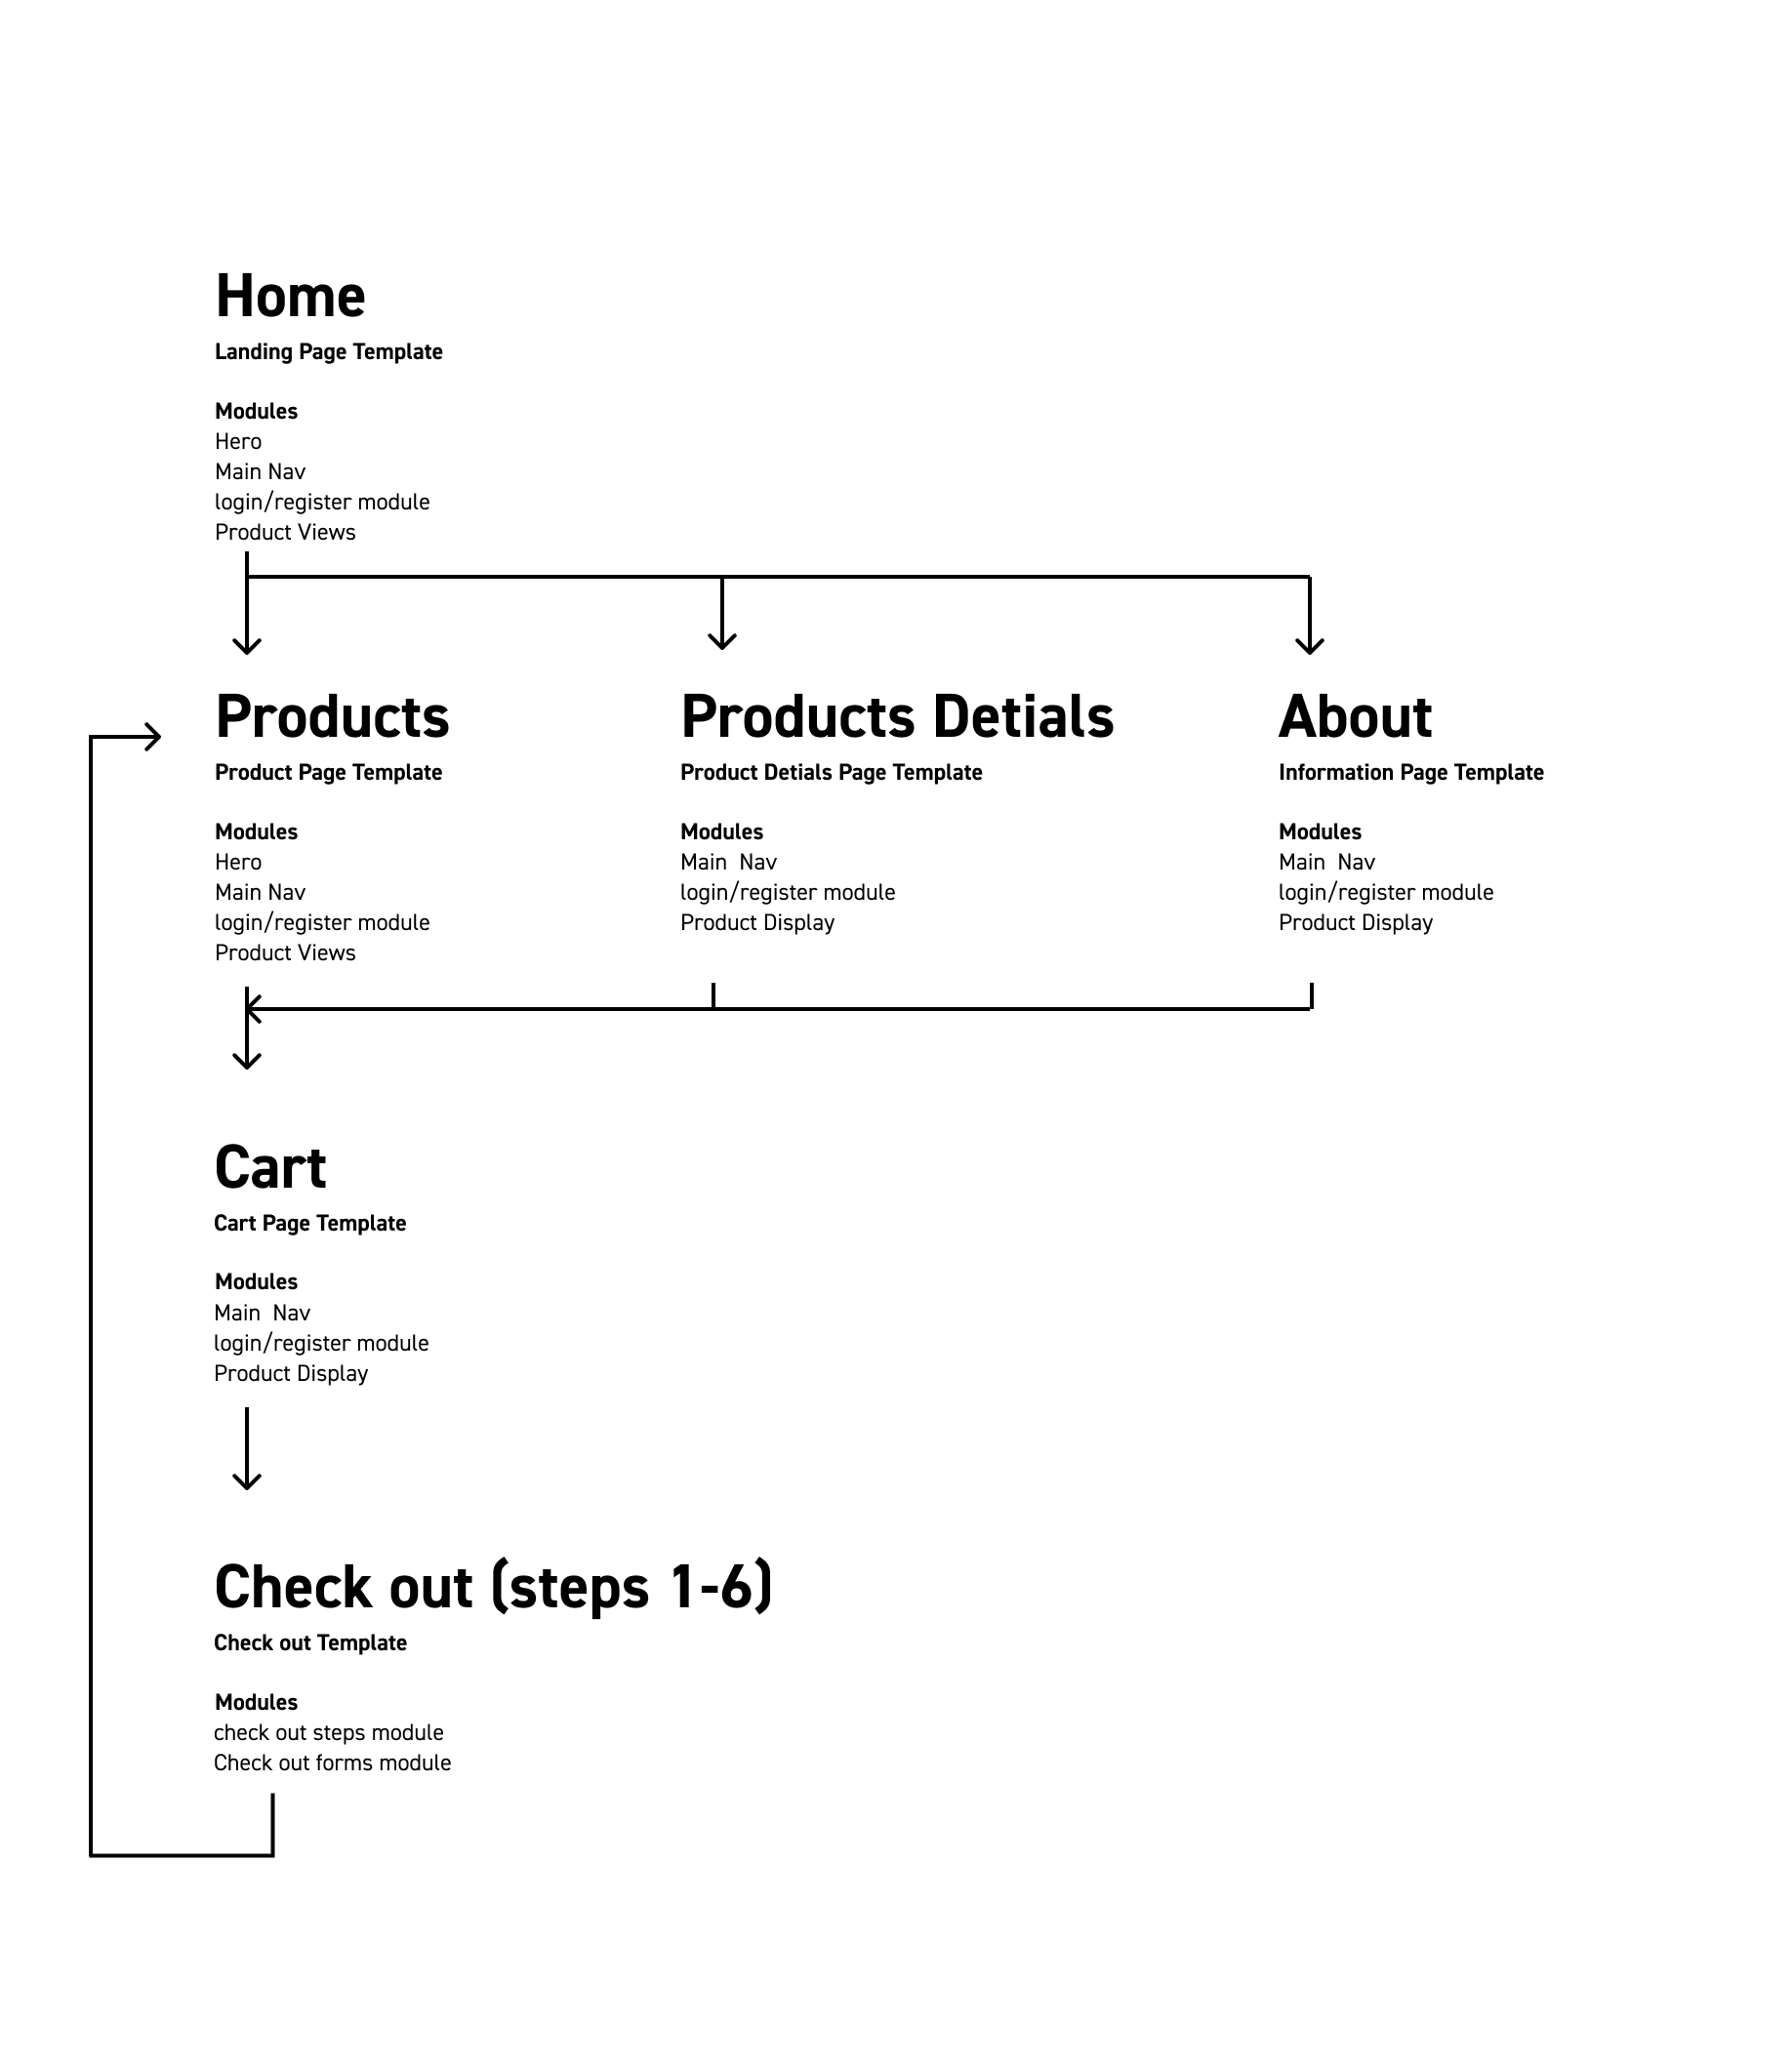 Home
Landing Page Template
Modules
Hero
Main Nav
login/register module
Product Views
Products
Product Page Template
Modules
Hero
Main Nav
login/register module
Product Views
Products Detials
Product Detials Page Template
Modules
Main  Nav
login/register module
Product Display
About
Information Page Template
Modules
Main  Nav
login/register module
Product Display
Cart
Cart Page Template
Modules
Main  Nav
login/register module
Product Display
Check out (steps 1-6)
Check out Template
Modules
check out steps module
Check out forms module